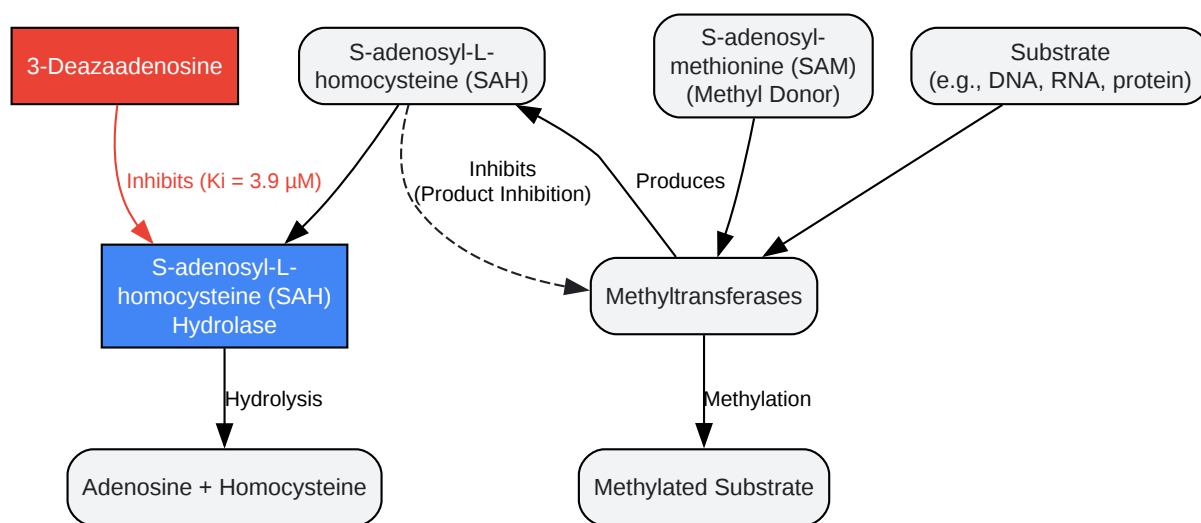 3-Deazaadenosine
S-adenosyl-L-
homocysteine (SAH)
S-adenosyl-
methionine (SAM)
(Methyl Donor)
Substrate
(e.g., DNA, RNA, protein)
Inhibits (Ki = 3.9 µM)
Inhibits
(Product Inhibition)
Produces
S-adenosyl-L-
homocysteine (SAH)
Hydrolase
Methyltransferases
Hydrolysis
Methylation
Adenosine + Homocysteine
Methylated Substrate